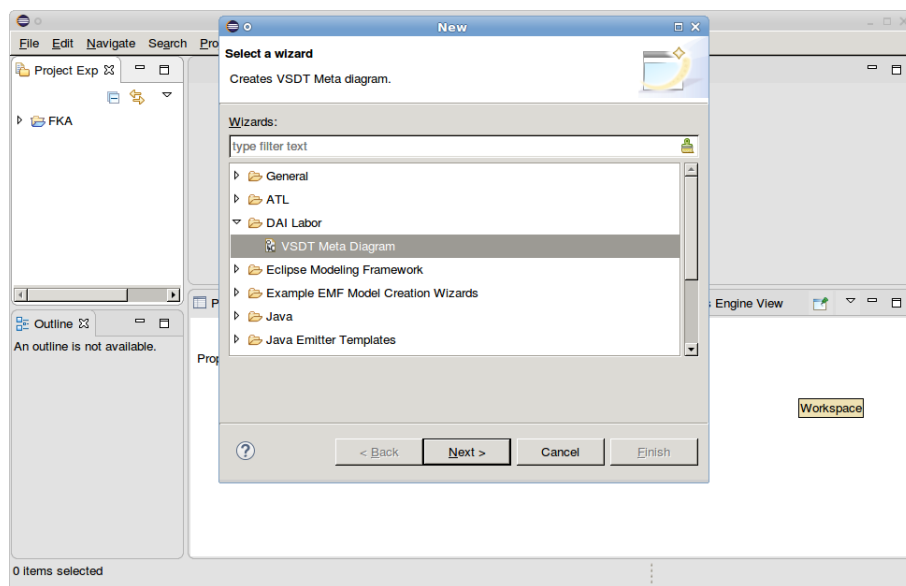 New
File Edit Navigate Search Pro
Project Exp
FKA
Outline
An outline is not available.
Select a wizard
Creates VSDT Meta diagram.
Wizards:
type filter text
General
ATL
DAI Labor
VSDT Meta Diagram
Eclipse Modeling Framework
Example EMF Model Creation Wizards
Java
Java Emitter Templates
< Back Next > Cancel Finish
P
Prop
s Engine View
Workspace
0 items selected